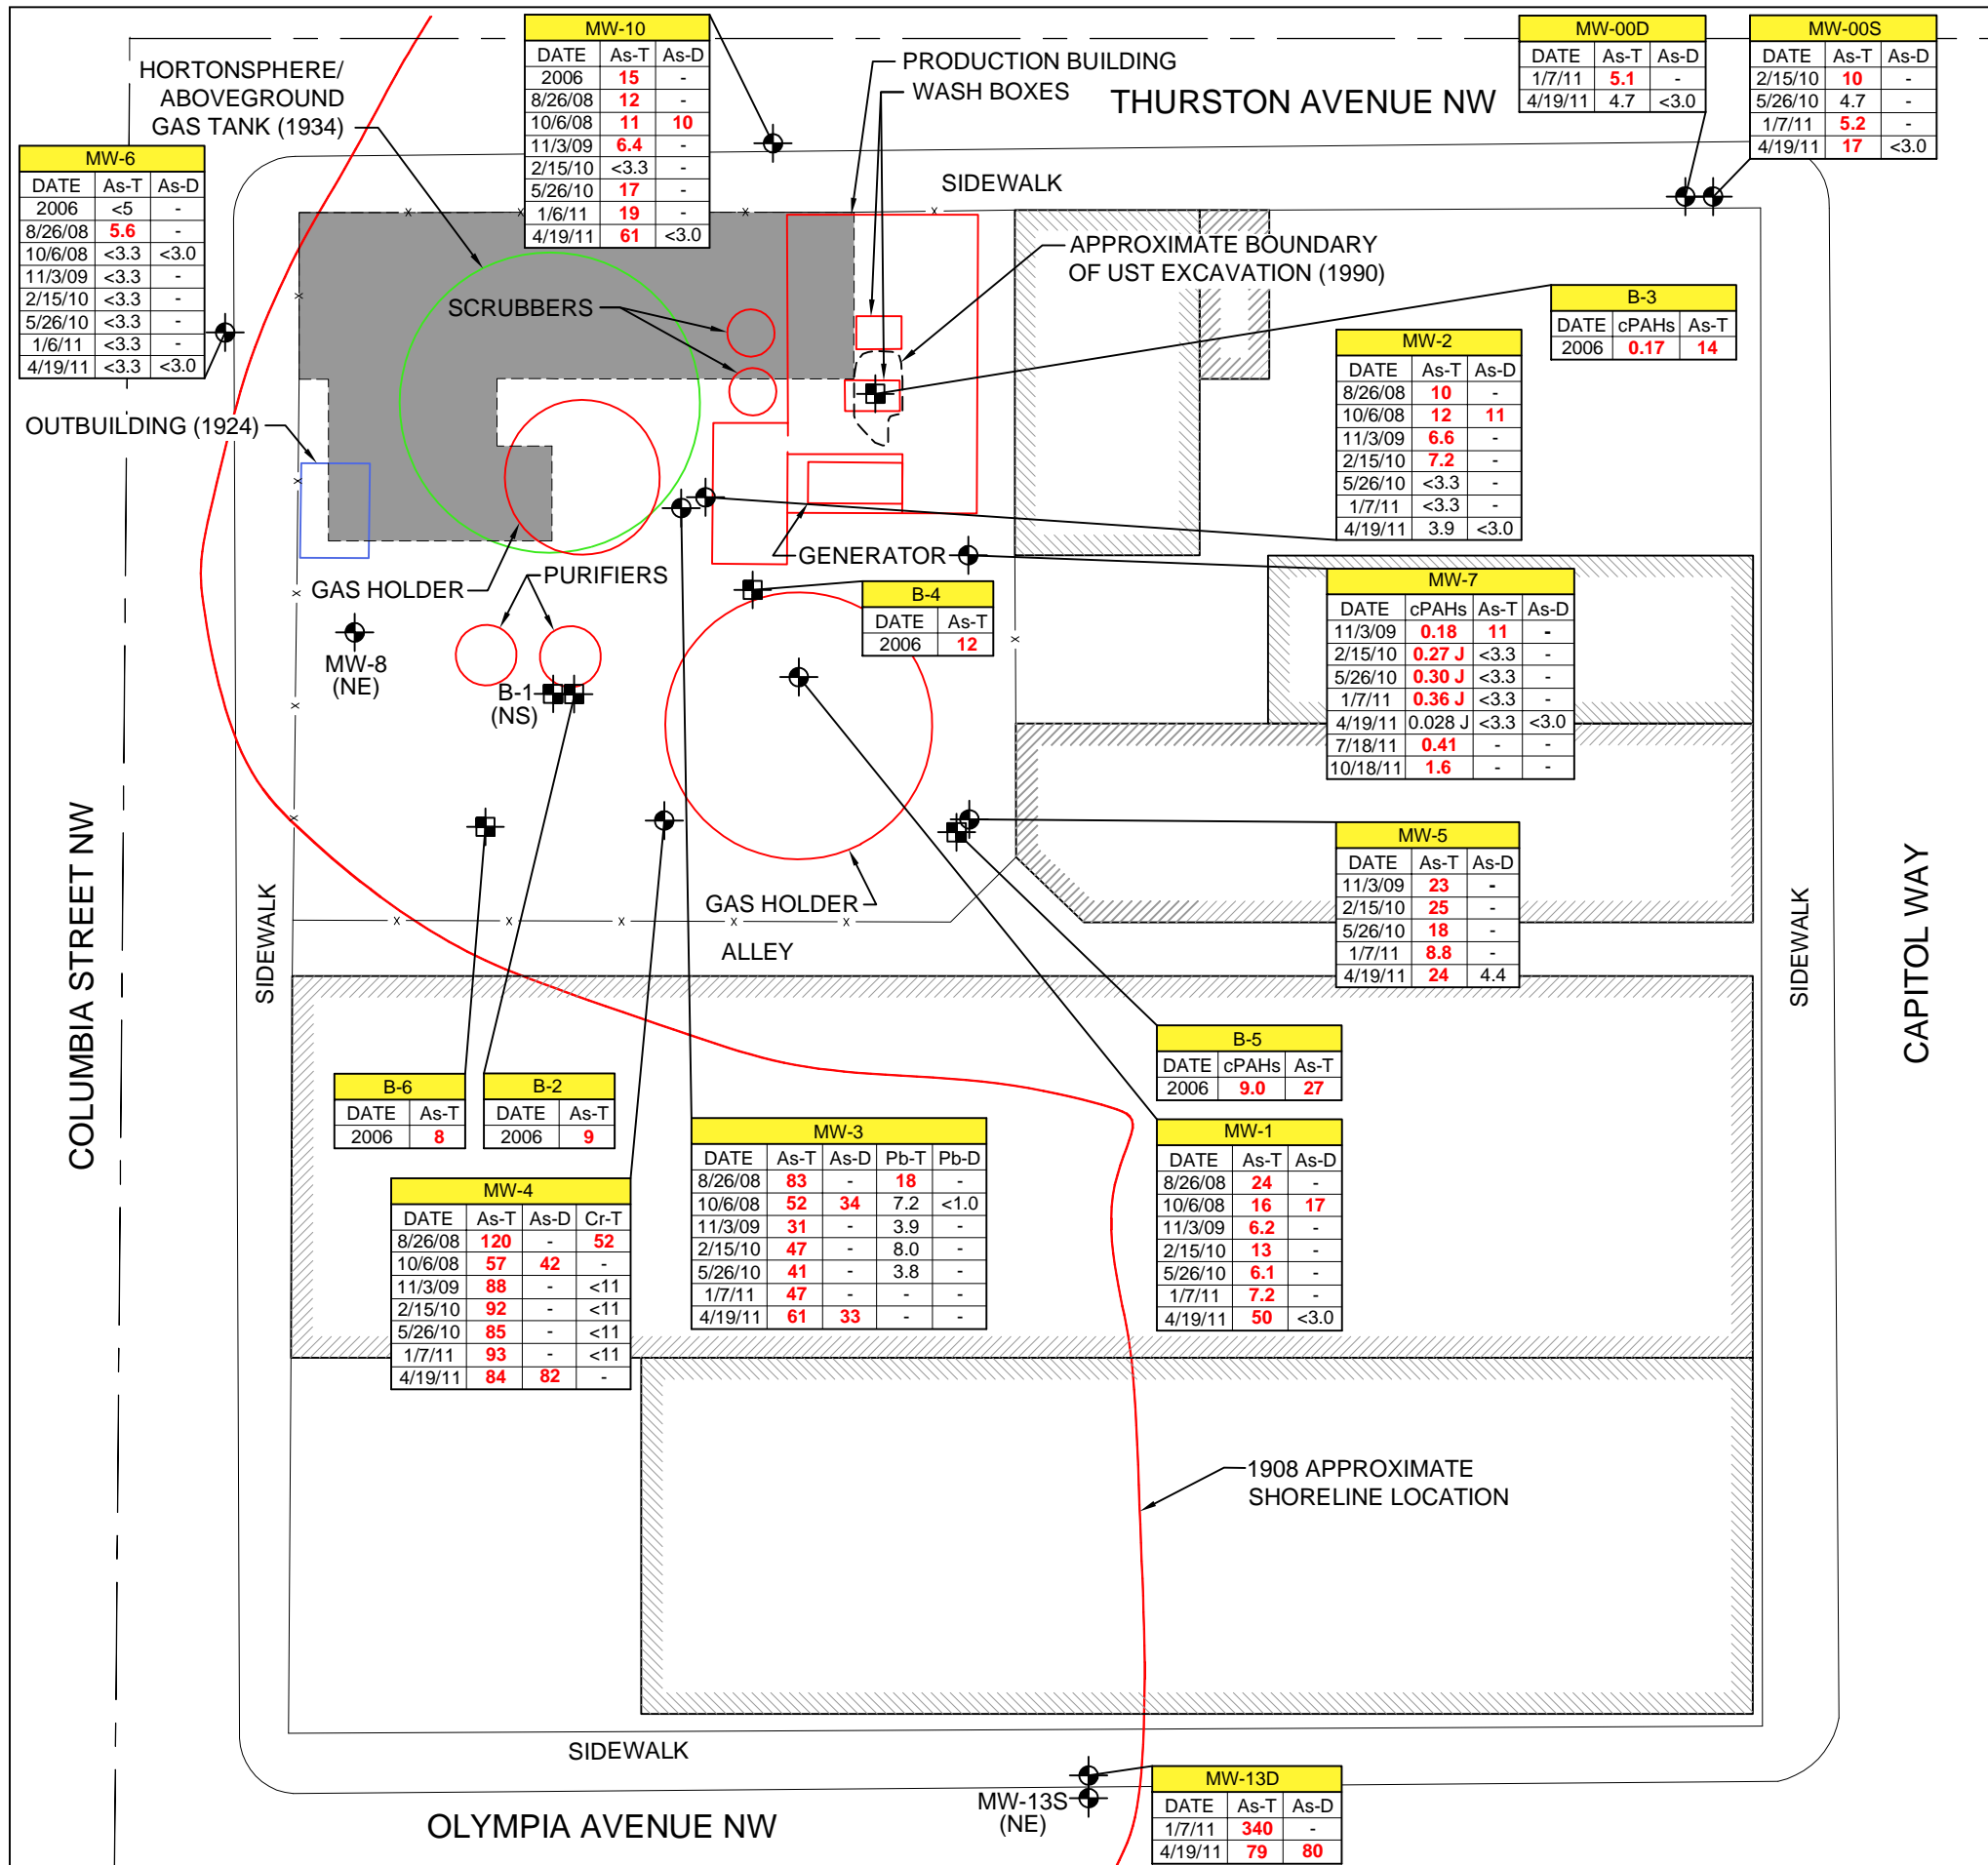 MW-10
DATE As-T As-D
2006 15 -
8/26/08 12 -
10/6/08 11 10
11/3/09 6.4 -
2/15/10 <3.3 -
5/26/10 17 -
1/6/11 19 -
4/19/11 61 <3.0
MW-00D
DATE As-T As-D
1/7/11 5.1 -
4/19/11 4.7 <3.0
MW-00S
DATE As-T As-D
2/15/10 10 -
5/26/10 4.7 -
1/7/11 5.2 -
4/19/11 17 <3.0
HORTONSPHERE/
ABOVEGROUND
GAS TANK (1934)
PRODUCTION BUILDING
WASH BOXES
THURSTON AVENUE NW
MW-6
DATE As-T As-D
2006 <5 -
8/26/08 5.6 -
10/6/08 <3.3 <3.0
11/3/09 <3.3 -
2/15/10 <3.3 -
5/26/10 <3.3 -
1/6/11 <3.3 -
4/19/11 <3.3 <3.0
SIDEWALK
APPROXIMATE BOUNDARY
OF UST EXCAVATION (1990)
SCRUBBERS
B-3
DATE cPAHs As-T
2006 0.17 14
MW-2
DATE As-T As-D
8/26/08 10 -
10/6/08 12 11
11/3/09 6.6 -
2/15/10 7.2 -
5/26/10 <3.3 -
1/7/11 <3.3 -
4/19/11 3.9 <3.0
OUTBUILDING (1924)
GENERATOR
GAS HOLDER
PURIFIERS
B-4
DATE As-T
2006 12
MW-7
DATE cPAHs As-T As-D
11/3/09 0.18 11 -
2/15/10 0.27 J <3.3 -
5/26/10 0.30 J <3.3 -
1/7/11 0.36 J <3.3 -
4/19/11 0.028 J <3.3 <3.0
7/18/11 0.41 - -
10/18/11 1.6 - -
MW-8
(NE)
B-1
(NS)
MW-5
DATE As-T As-D
11/3/09 23 -
2/15/10 25 -
5/26/10 18 -
1/7/11 8.8 -
4/19/11 24 4.4
GAS HOLDER
ALLEY
COLUMBIA STREET NW
SIDEWALK
SIDEWALK
CAPITOL WAY
B-5
DATE cPAHs As-T
2006 9.0 27
B-6
DATE As-T
2006 8
B-2
DATE As-T
2006 9
MW-3
DATE As-T As-D Pb-T Pb-D
8/26/08 83 - 18 -
10/6/08 52 34 7.2 <1.0
11/3/09 31 - 3.9 -
2/15/10 47 - 8.0 -
5/26/10 41 - 3.8 -
1/7/11 47 - - -
4/19/11 61 33 - -
MW-1
DATE As-T As-D
8/26/08 24 -
10/6/08 16 17
11/3/09 6.2 -
2/15/10 13 -
5/26/10 6.1 -
1/7/11 7.2 -
4/19/11 50 <3.0
MW-4
DATE As-T As-D Cr-T
8/26/08 120 - 52
10/6/08 57 42 -
11/3/09 88 - <11
2/15/10 92 - <11
5/26/10 85 - <11
1/7/11 93 - <11
4/19/11 84 82 -
1908 APPROXIMATE
SHORELINE LOCATION
SIDEWALK
OLYMPIA AVENUE NW
MW-13S
(NE)
MW-13D
DATE As-T As-D
1/7/11 340 -
4/19/11 79 80